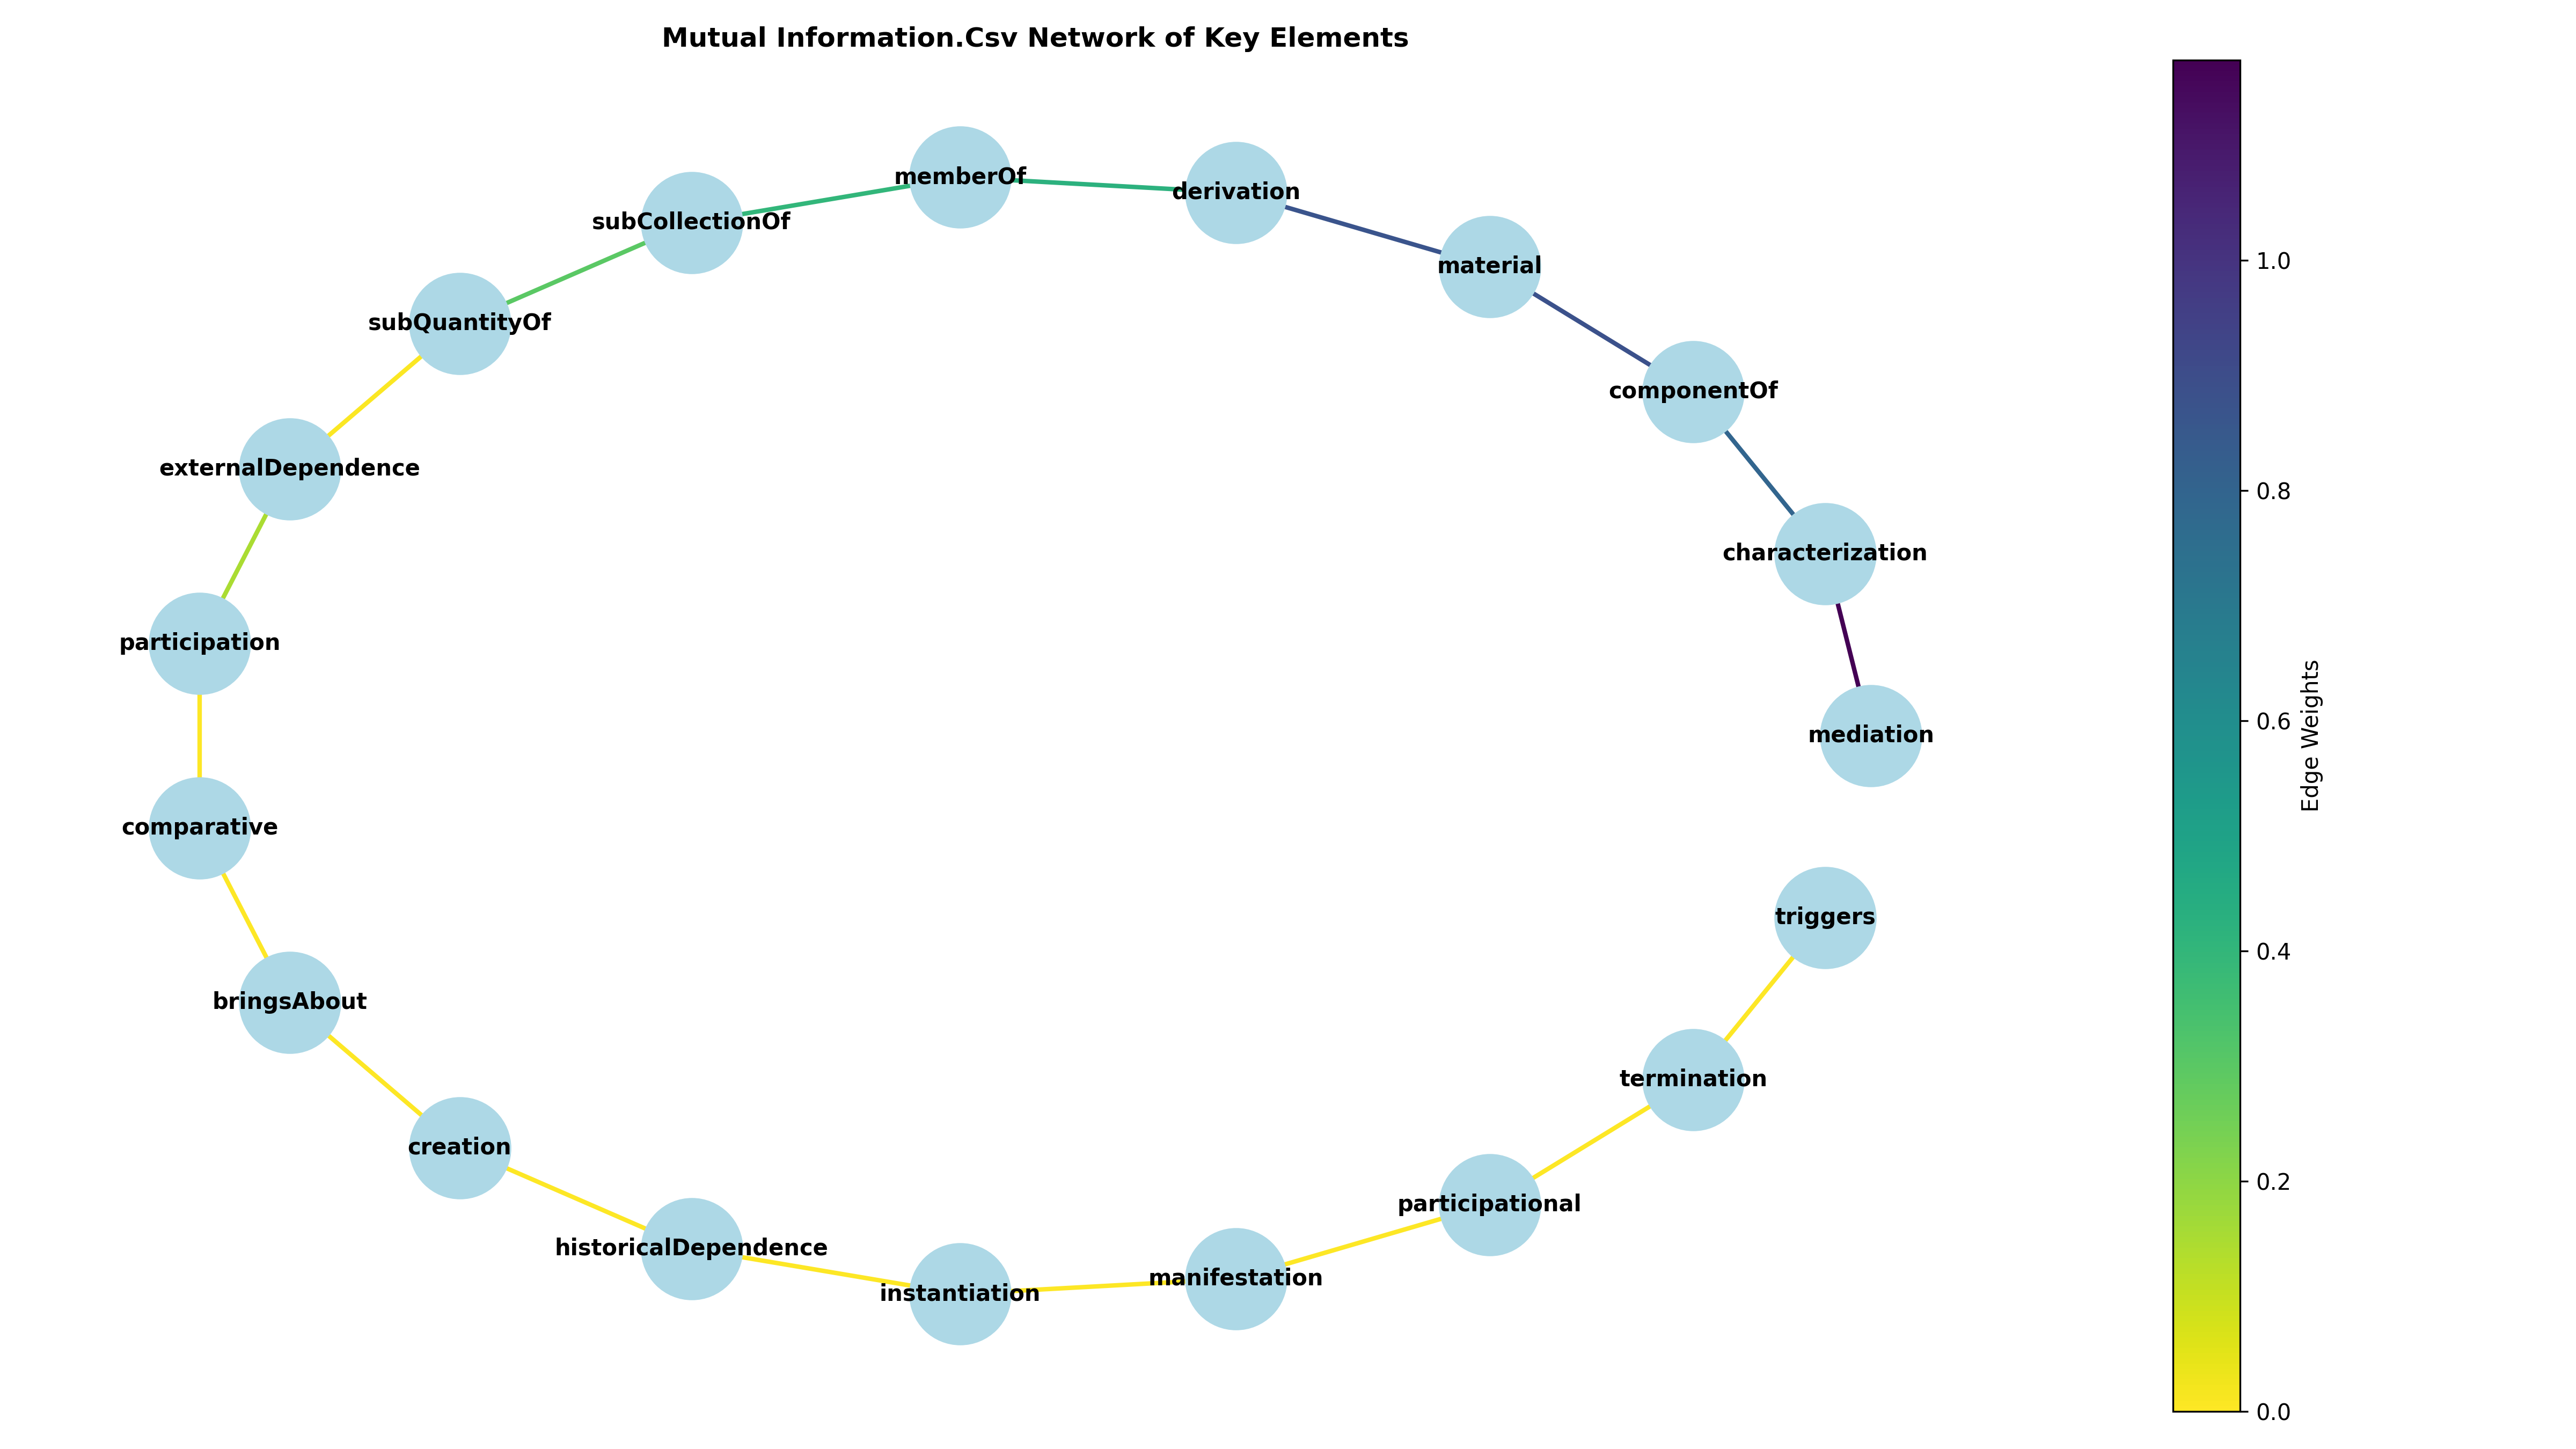 Mutual Information.Csv Network of Key Elements
memberOf
derivation
subCollectionOf
material
subQuantityOf
componentOf
externalDependence
characterization
participation
mediation
comparative
triggers
bringsAbout
termination
creation
participational
historicalDependence
manifestation
instantiation
1.0
0.8
0.6
0.4
0.2
0.0
Edge Weights